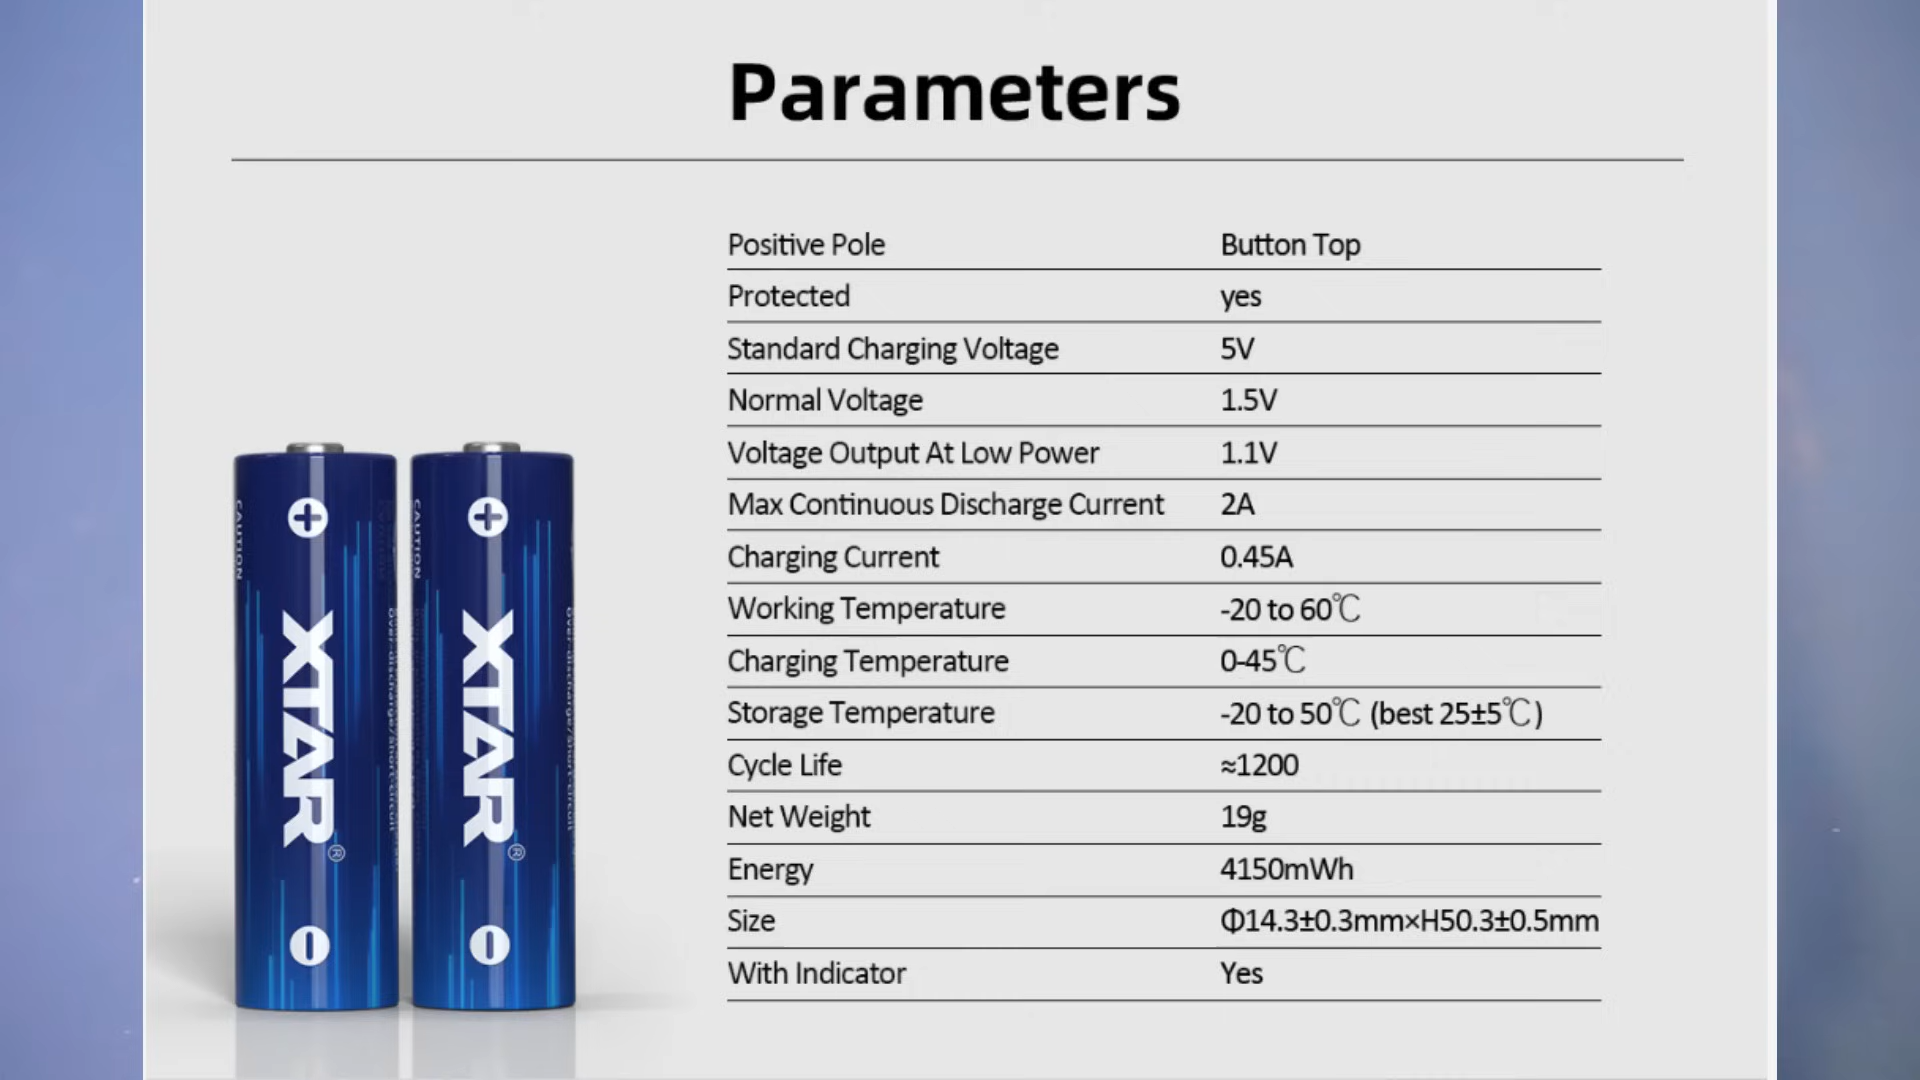 Parameters
Positive Pole Button Top
Protected yes
Standard Charging Voltage 5V
Normal Voltage 1.5V
Voltage Output At Low Power 1.1V
Max Continuous Discharge Current 2A
Charging Current 0.45A
Working Temperature -20 to 60℃
Charging Temperature 0-45℃
Storage Temperature -20 to 50℃ (best 25±5℃)
Cycle Life ≈1200
Net Weight 19g
Energy 4150mWh
Size Φ14.3±0.3mm×H50.3±0.5mm
With Indicator Yes
CAUTION
XTAR®
CAUTION
XTAR®